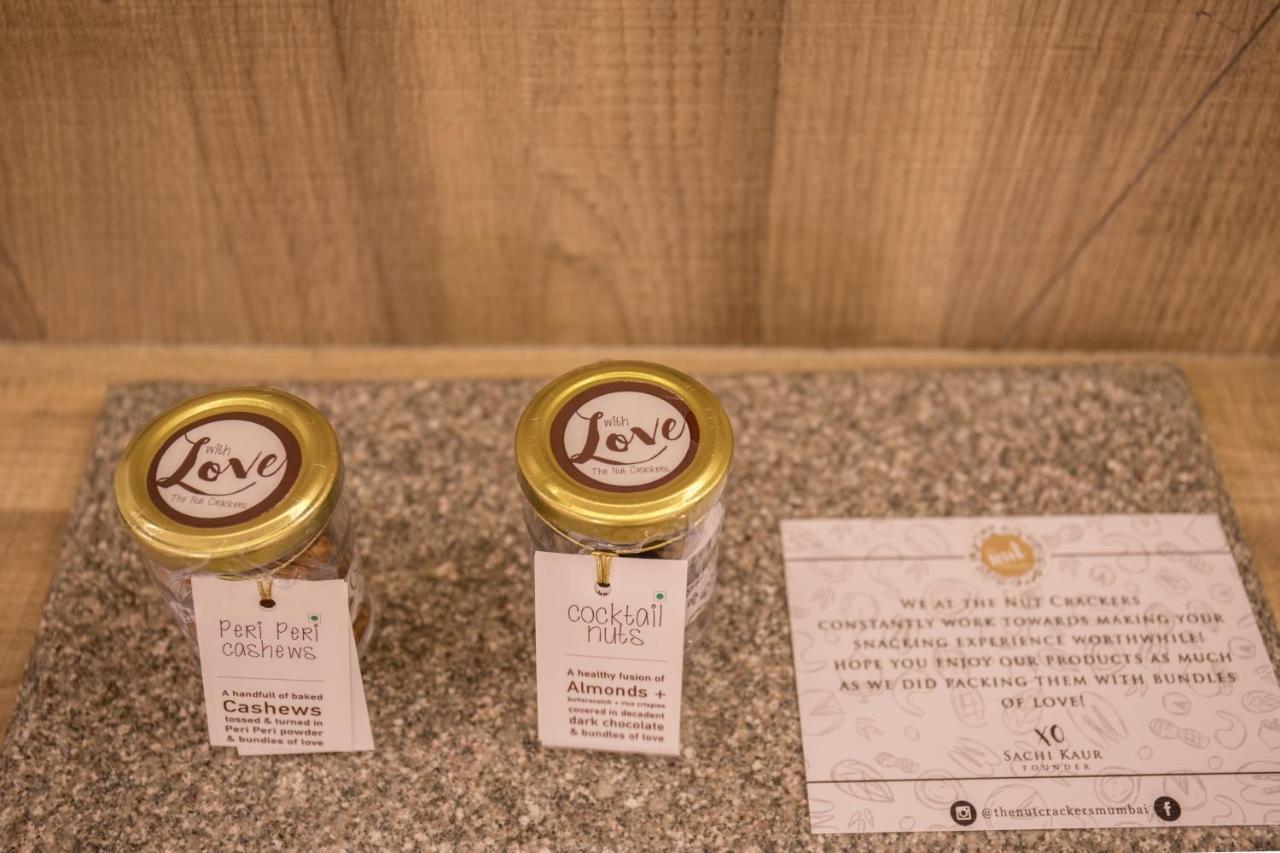 with
Love
The Nut Crackers
with
Love
The Nut Crackers
Peri Peri
cashews
A handfull of baked
Cashews
tossed & turned in
Peri Peri powder
& bundles of love
cocktail
nuts
A healthy fusion of
Almonds +
butterscotch + rice crispies
covered in decadent
dark chocolate
& bundles of love
WE AT THE NUT CRACKERS
CONSTANTLY WORK TOWARDS MAKING YOUR
SNACKING EXPERIENCE WORTHWHILE!
HOPE YOU ENJOY OUR PRODUCTS AS MUCH
AS WE DID PACKING THEM WITH BUNDLES
OF LOVE!
XO
SACHI KAUR
FOUNDER
@thenutcrackersmumbai